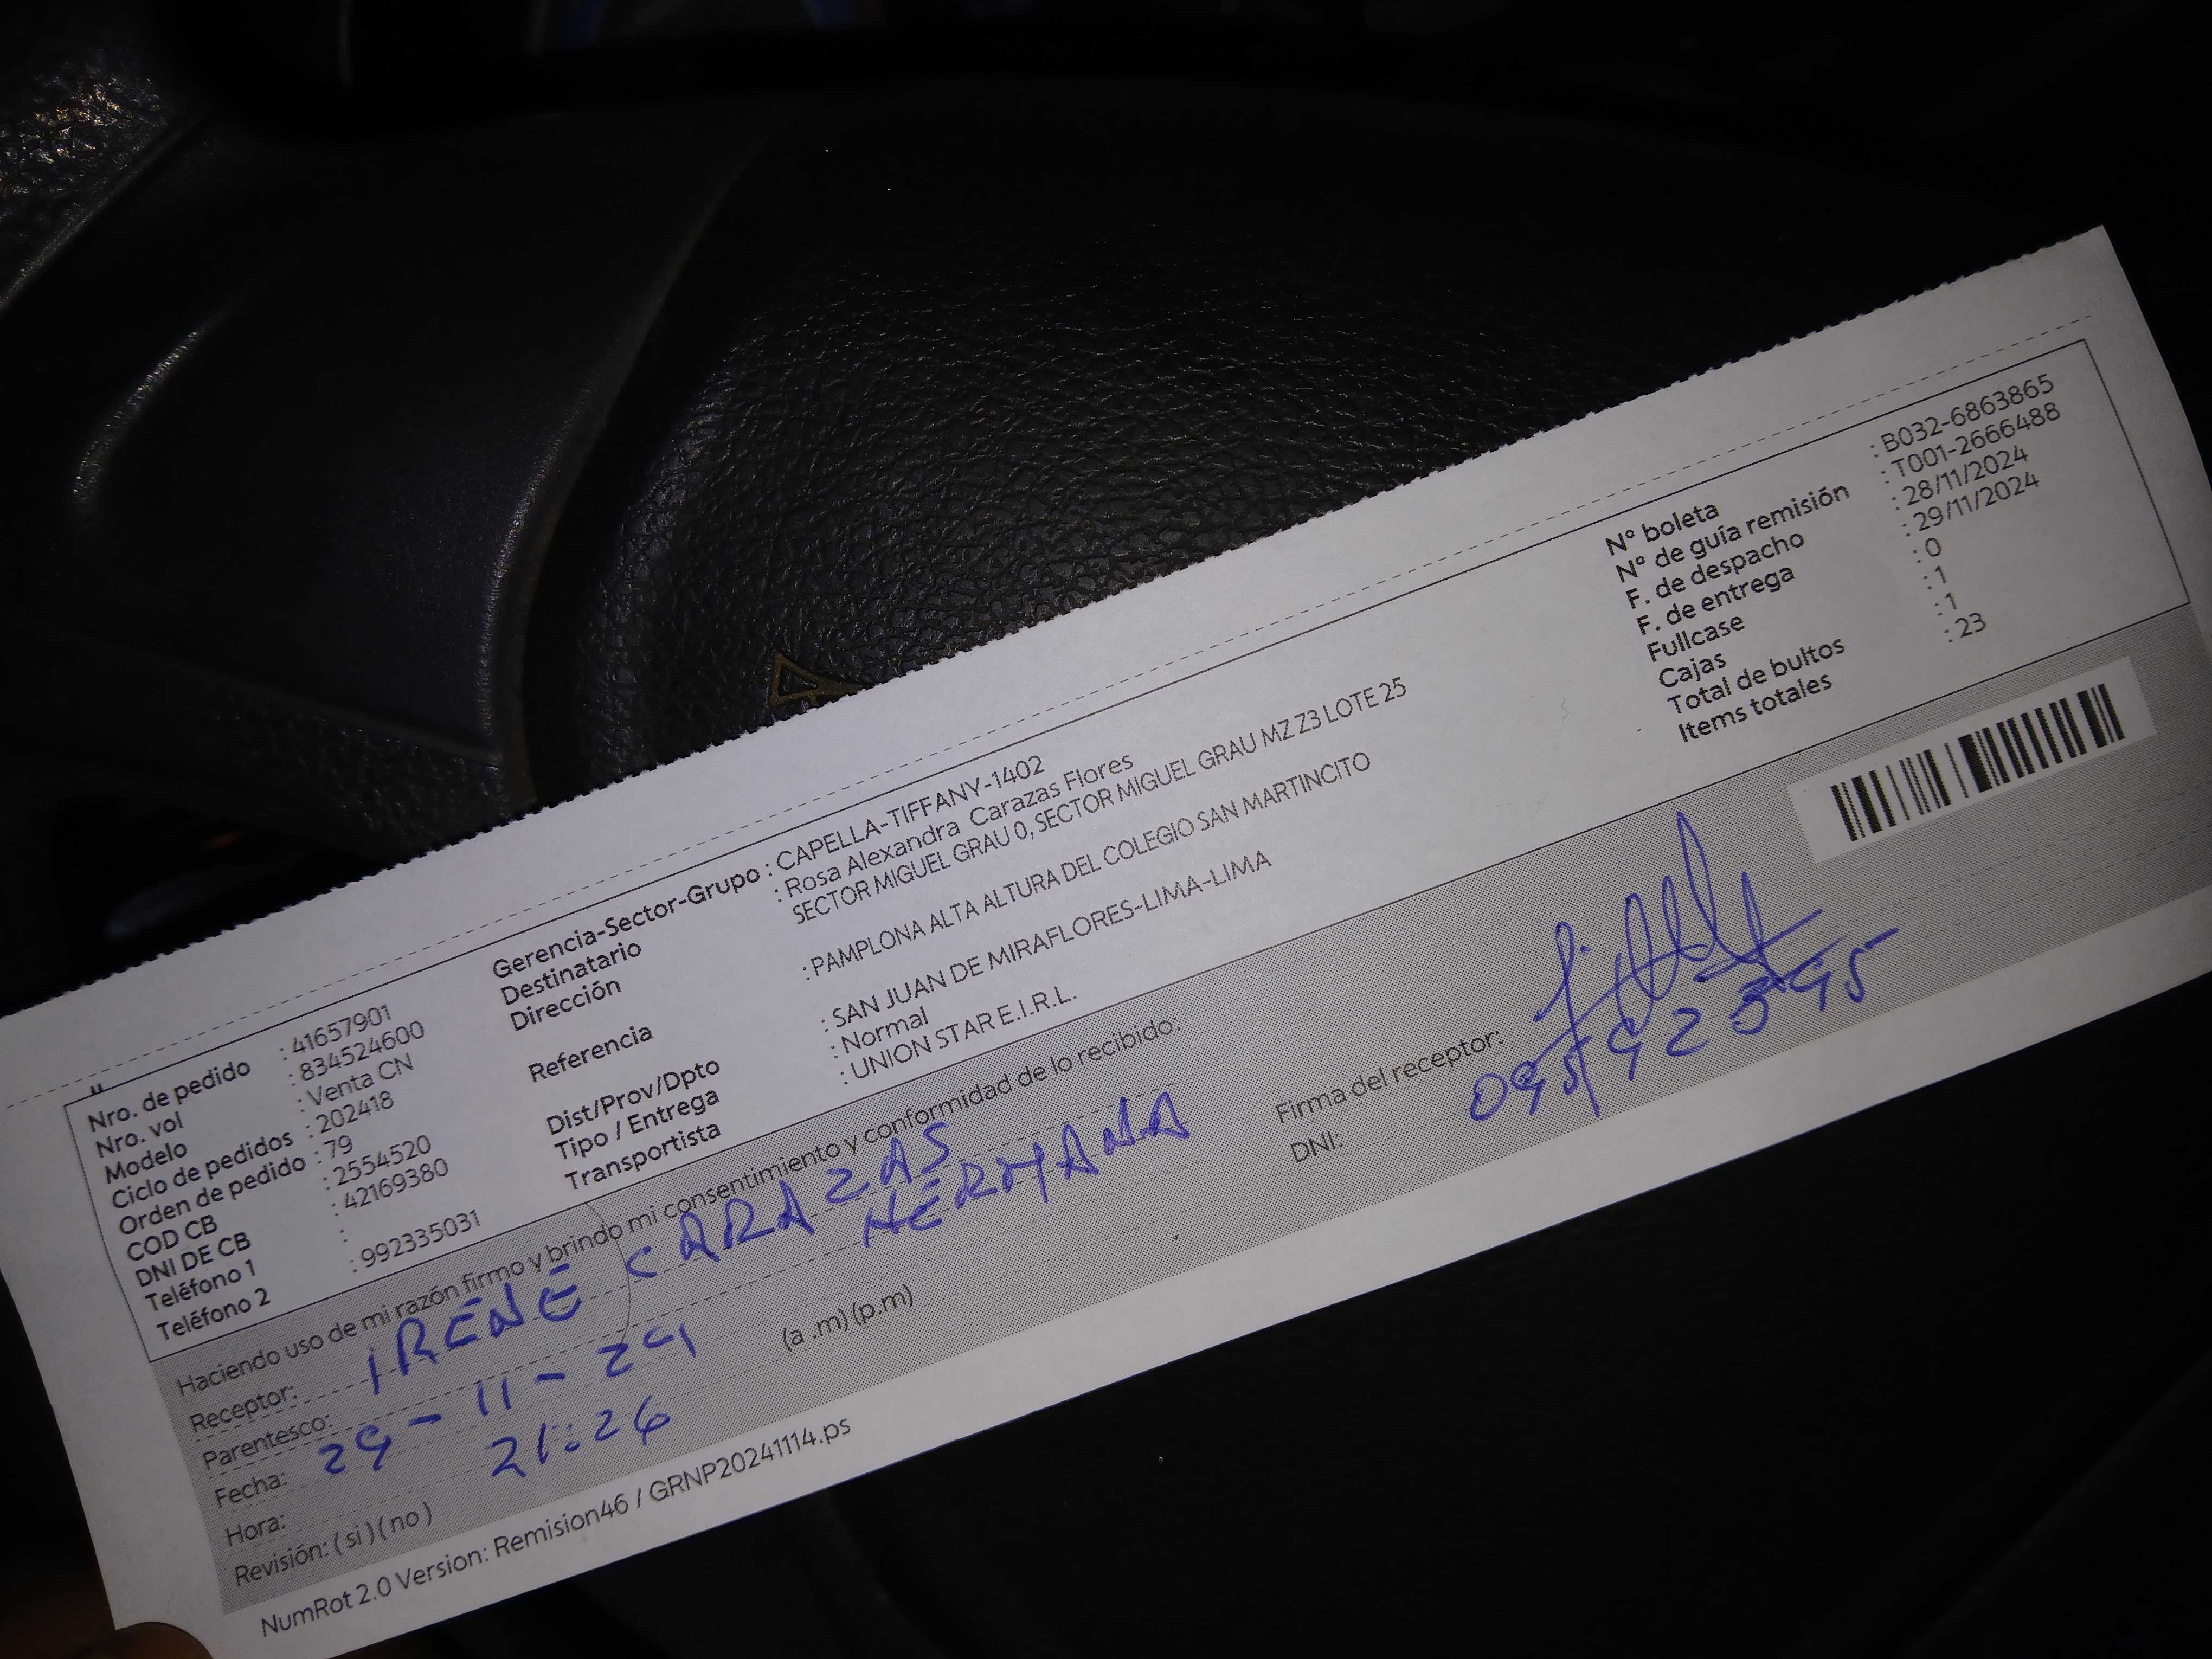 Nro. de pedido : 41657901
Nro. vol : 834524600
Modelo : Venta CN
Ciclo de pedidos : 202418
Orden de pedido : 79
COD CB : 2554520
DNI DE CB : 42169380
Teléfono 1 :
Teléfono 2 : 992335031
Gerencia-Sector-Grupo : CAPELLA-TIFFANY-1402
Destinatario : Rosa Alexandra Carazas Flores
Dirección : SECTOR MIGUEL GRAU 0, SECTOR MIGUEL GRAU MZ Z3 LOTE 25
Referencia : PAMPLONA ALTA ALTURA DEL COLEGIO SAN MARTINCITO
Dist/Prov/Dpto : SAN JUAN DE MIRAFLORES-LIMA-LIMA
Tipo / Entrega : Normal
Transportista : UNION STAR E.I.R.L.
N° boleta : B032-6863865
N° de guía remisión : T001-2666488
F. de despacho : 28/11/2024
F. de entrega : 29/11/2024
Fullcase : 0
Cajas : 1
Total de bultos : 1
Items totales : 23
Haciendo uso de mi razón firmo y brindo mi consentimiento y conformidad de lo recibido:
Receptor: IRENE CARAZAS
Parentesco: HERMANA
Fecha: 29-11-24
Hora: 21:26 (a .m) (p.m)
Revisión: ( si ) ( no )
Firma del receptor:
DNI:
NumRot 2.0 Version: Remision46 / GRNP20241114.ps